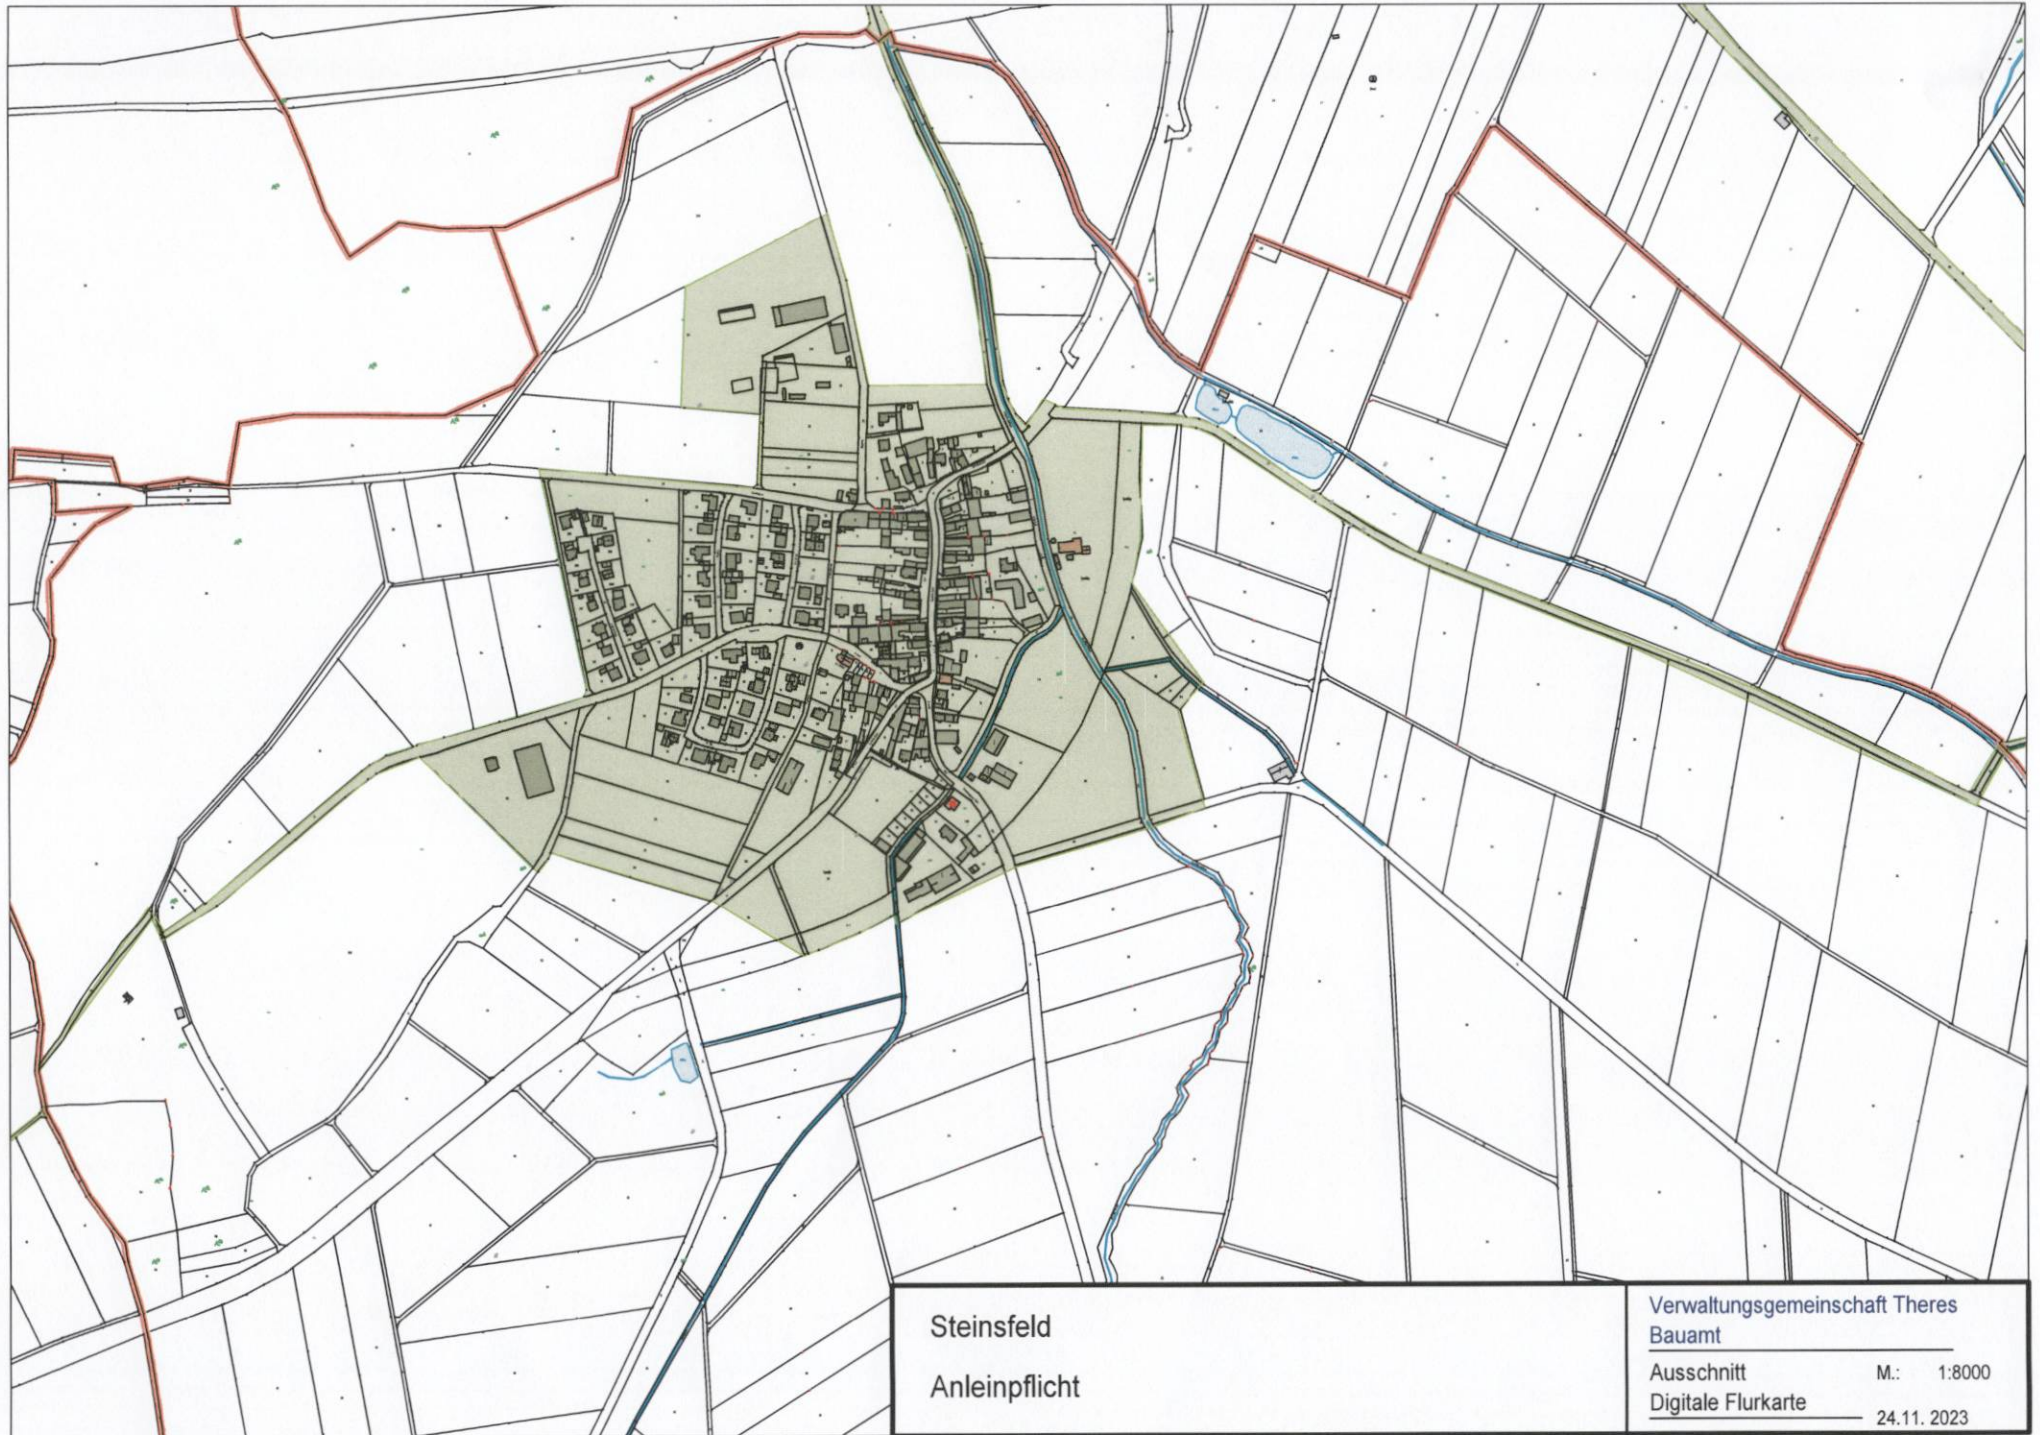 Steinsfeld
Anleinpflicht
Verwaltungsgemeinschaft Theres
Bauamt
Ausschnitt M.: 1:8000
Digitale Flurkarte
24.11. 2023